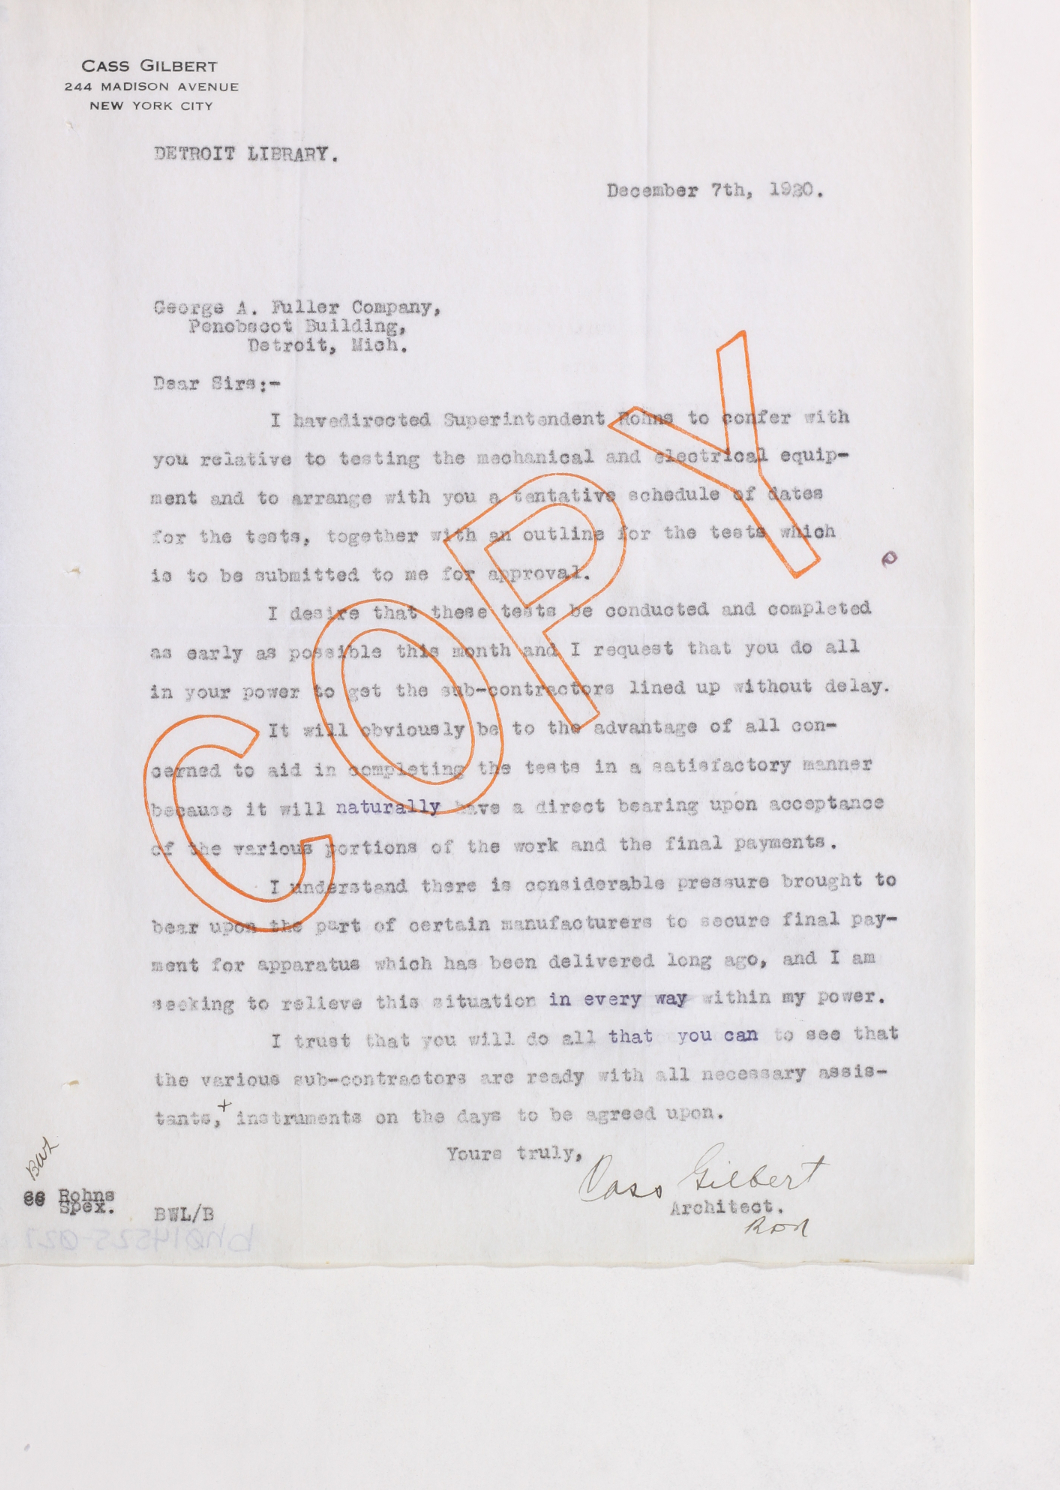 CASS GILBERT
244 MADISON AVENUE
NEW YORK CITY
DETROIT LIBRARY.
December 7th, 1920.
George A. Fuller Company,
Penobscot Building,
Detroit, Mich.
Dear Sirs:-
I havedirected Superintendent Rohns to confer with
you relative to testing the mechanical and electrical equip-
ment and to arrange with you a tentative schedule of dates
for the tests, together with an outline for the tests which
is to be submitted to me for approval.
I desire that these tests be conducted and completed
as early as possible this month and I request that you do all
in your power to get the sub-contractors lined up without delay.
It will obviously be to the advantage of all con-
cerned to aid in completing the tests in a satisfactory manner
because it will naturally have a direct bearing upon acceptance
of the various portions of the work and the final payments.
I understand there is considerable pressure brought to
bear upon the part of certain manufacturers to secure final pay-
ment for apparatus which has been delivered long ago, and I am
seeking to relieve this situation in every way within my power.
I trust that you will do all that you can to see that
the various sub-contractors are ready with all necessary assis-
tants,+ instruments on the days to be agreed upon.
Yours truly,
Cass Gilbert
Architect.
BWL
Rohns
Spex.
BWL/B
COPY
bh014525-027